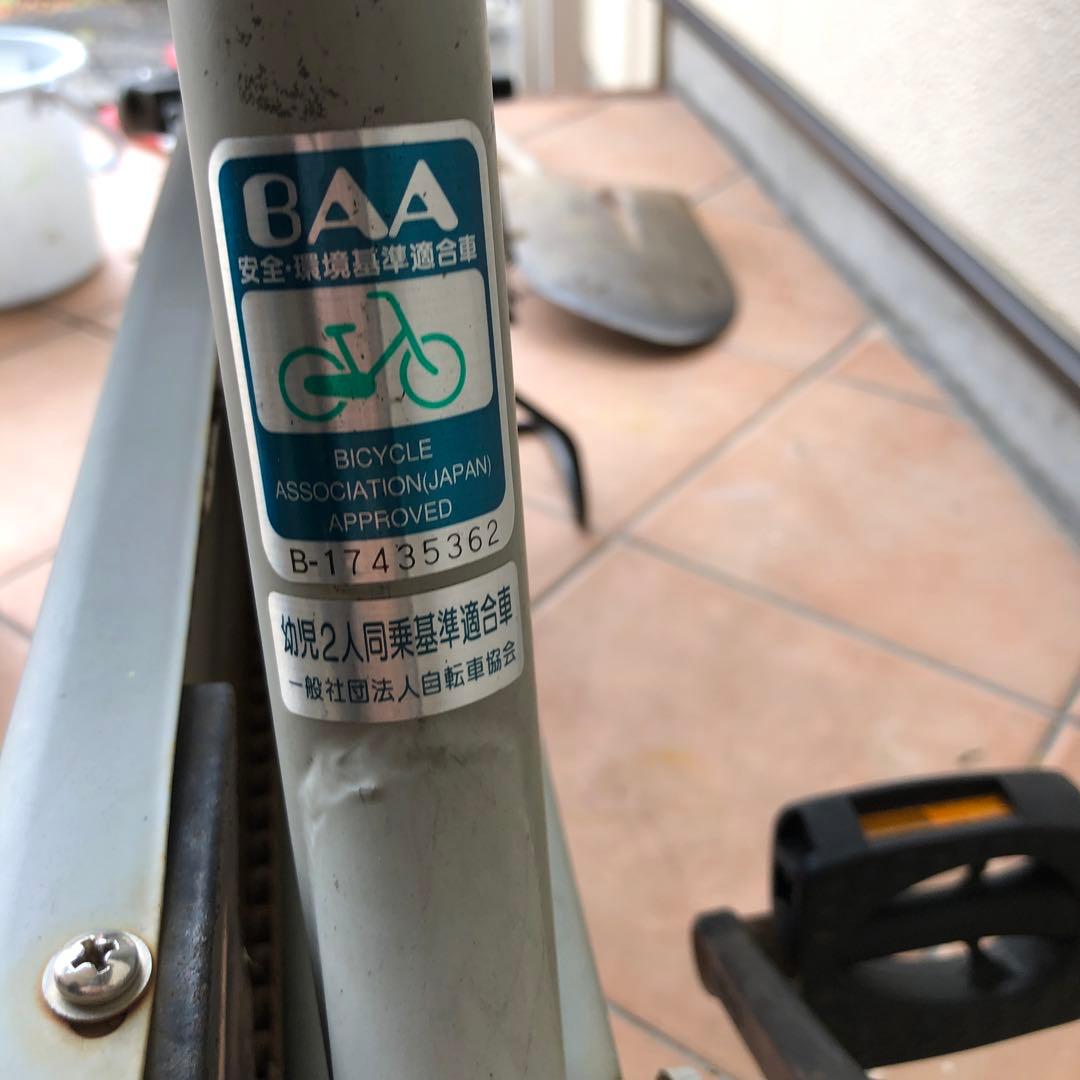 BAA
安全・環境基準適合車
BICYCLE
ASSOCIATION(JAPAN)
APPROVED
B-17435362
幼児2人同乗基準適合車
一般社団法人自転車協会